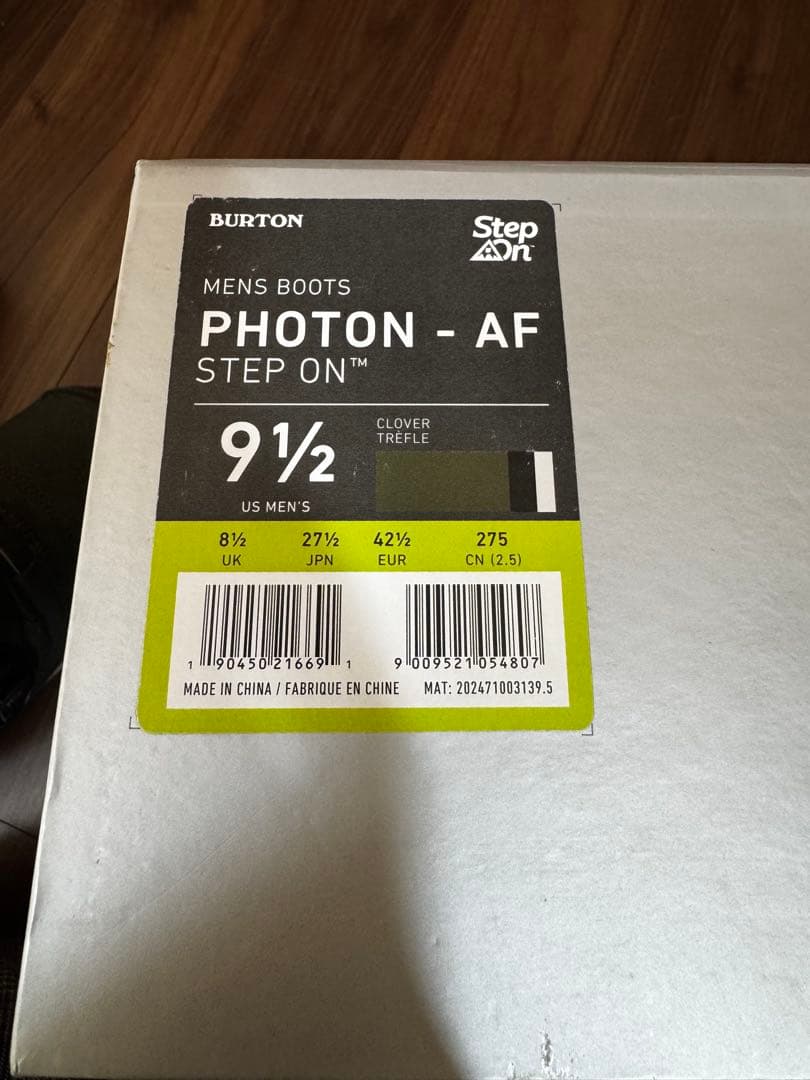 BURTON
Step
On™
MENS BOOTS
PHOTON - AF
STEP ON™
9½
US MEN'S
CLOVER
TRÈFLE
8½ 27½ 42½ 275
UK JPN EUR CN (2.5)
1 90450 21669 1 9 009521 054807
MADE IN CHINA / FABRIQUE EN CHINE MAT: 202471003139.5